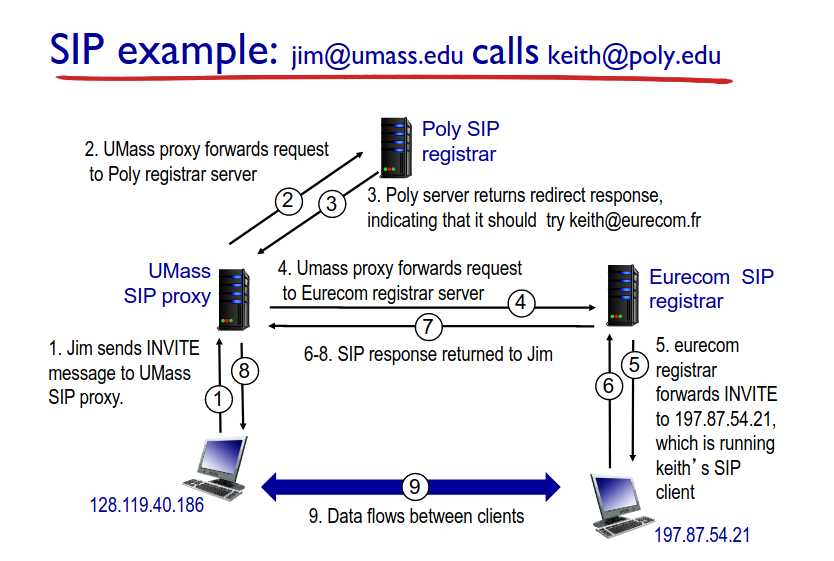 SIP example: jim@umass.edu calls keith@poly.edu
Poly SIP
registrar
2. UMass proxy forwards request
to Poly registrar server
2
3
3. Poly server returns redirect response,
indicating that it should try keith@eurecom.fr
UMass
SIP proxy
4. Umass proxy forwards request
to Eurecom registrar server
4
Eurecom SIP
registrar
7
1. Jim sends INVITE
message to UMass
SIP proxy.
1
8
6-8. SIP response returned to Jim
6
5
5. eurecom
registrar
forwards INVITE
to 197.87.54.21,
which is running
keith’s SIP
client
9
128.119.40.186
9. Data flows between clients
197.87.54.21